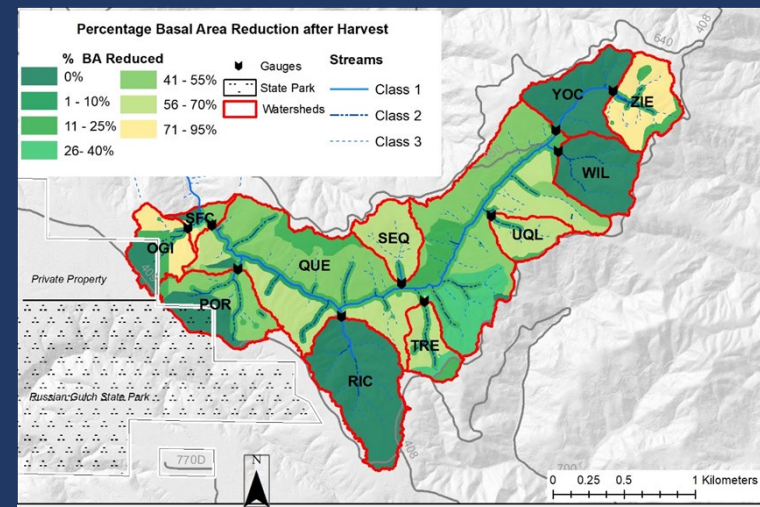 Percentage Basal Area Reduction after Harvest
% BA Reduced
0%
1 - 10%
11 - 25%
26- 40%
41 - 55%
56 - 70%
71 - 95%
Gauges
State Park
Watersheds
Streams
Class 1
Class 2
Class 3
640
408
YOC
ZIE
WIL
SFC
OGI
SEQ
UQL
QUE
409
Private Property
POR
TRE
RIC
Russian Gulch State Park
408
770D
N
700
0 0.25 0.5 1 Kilometers